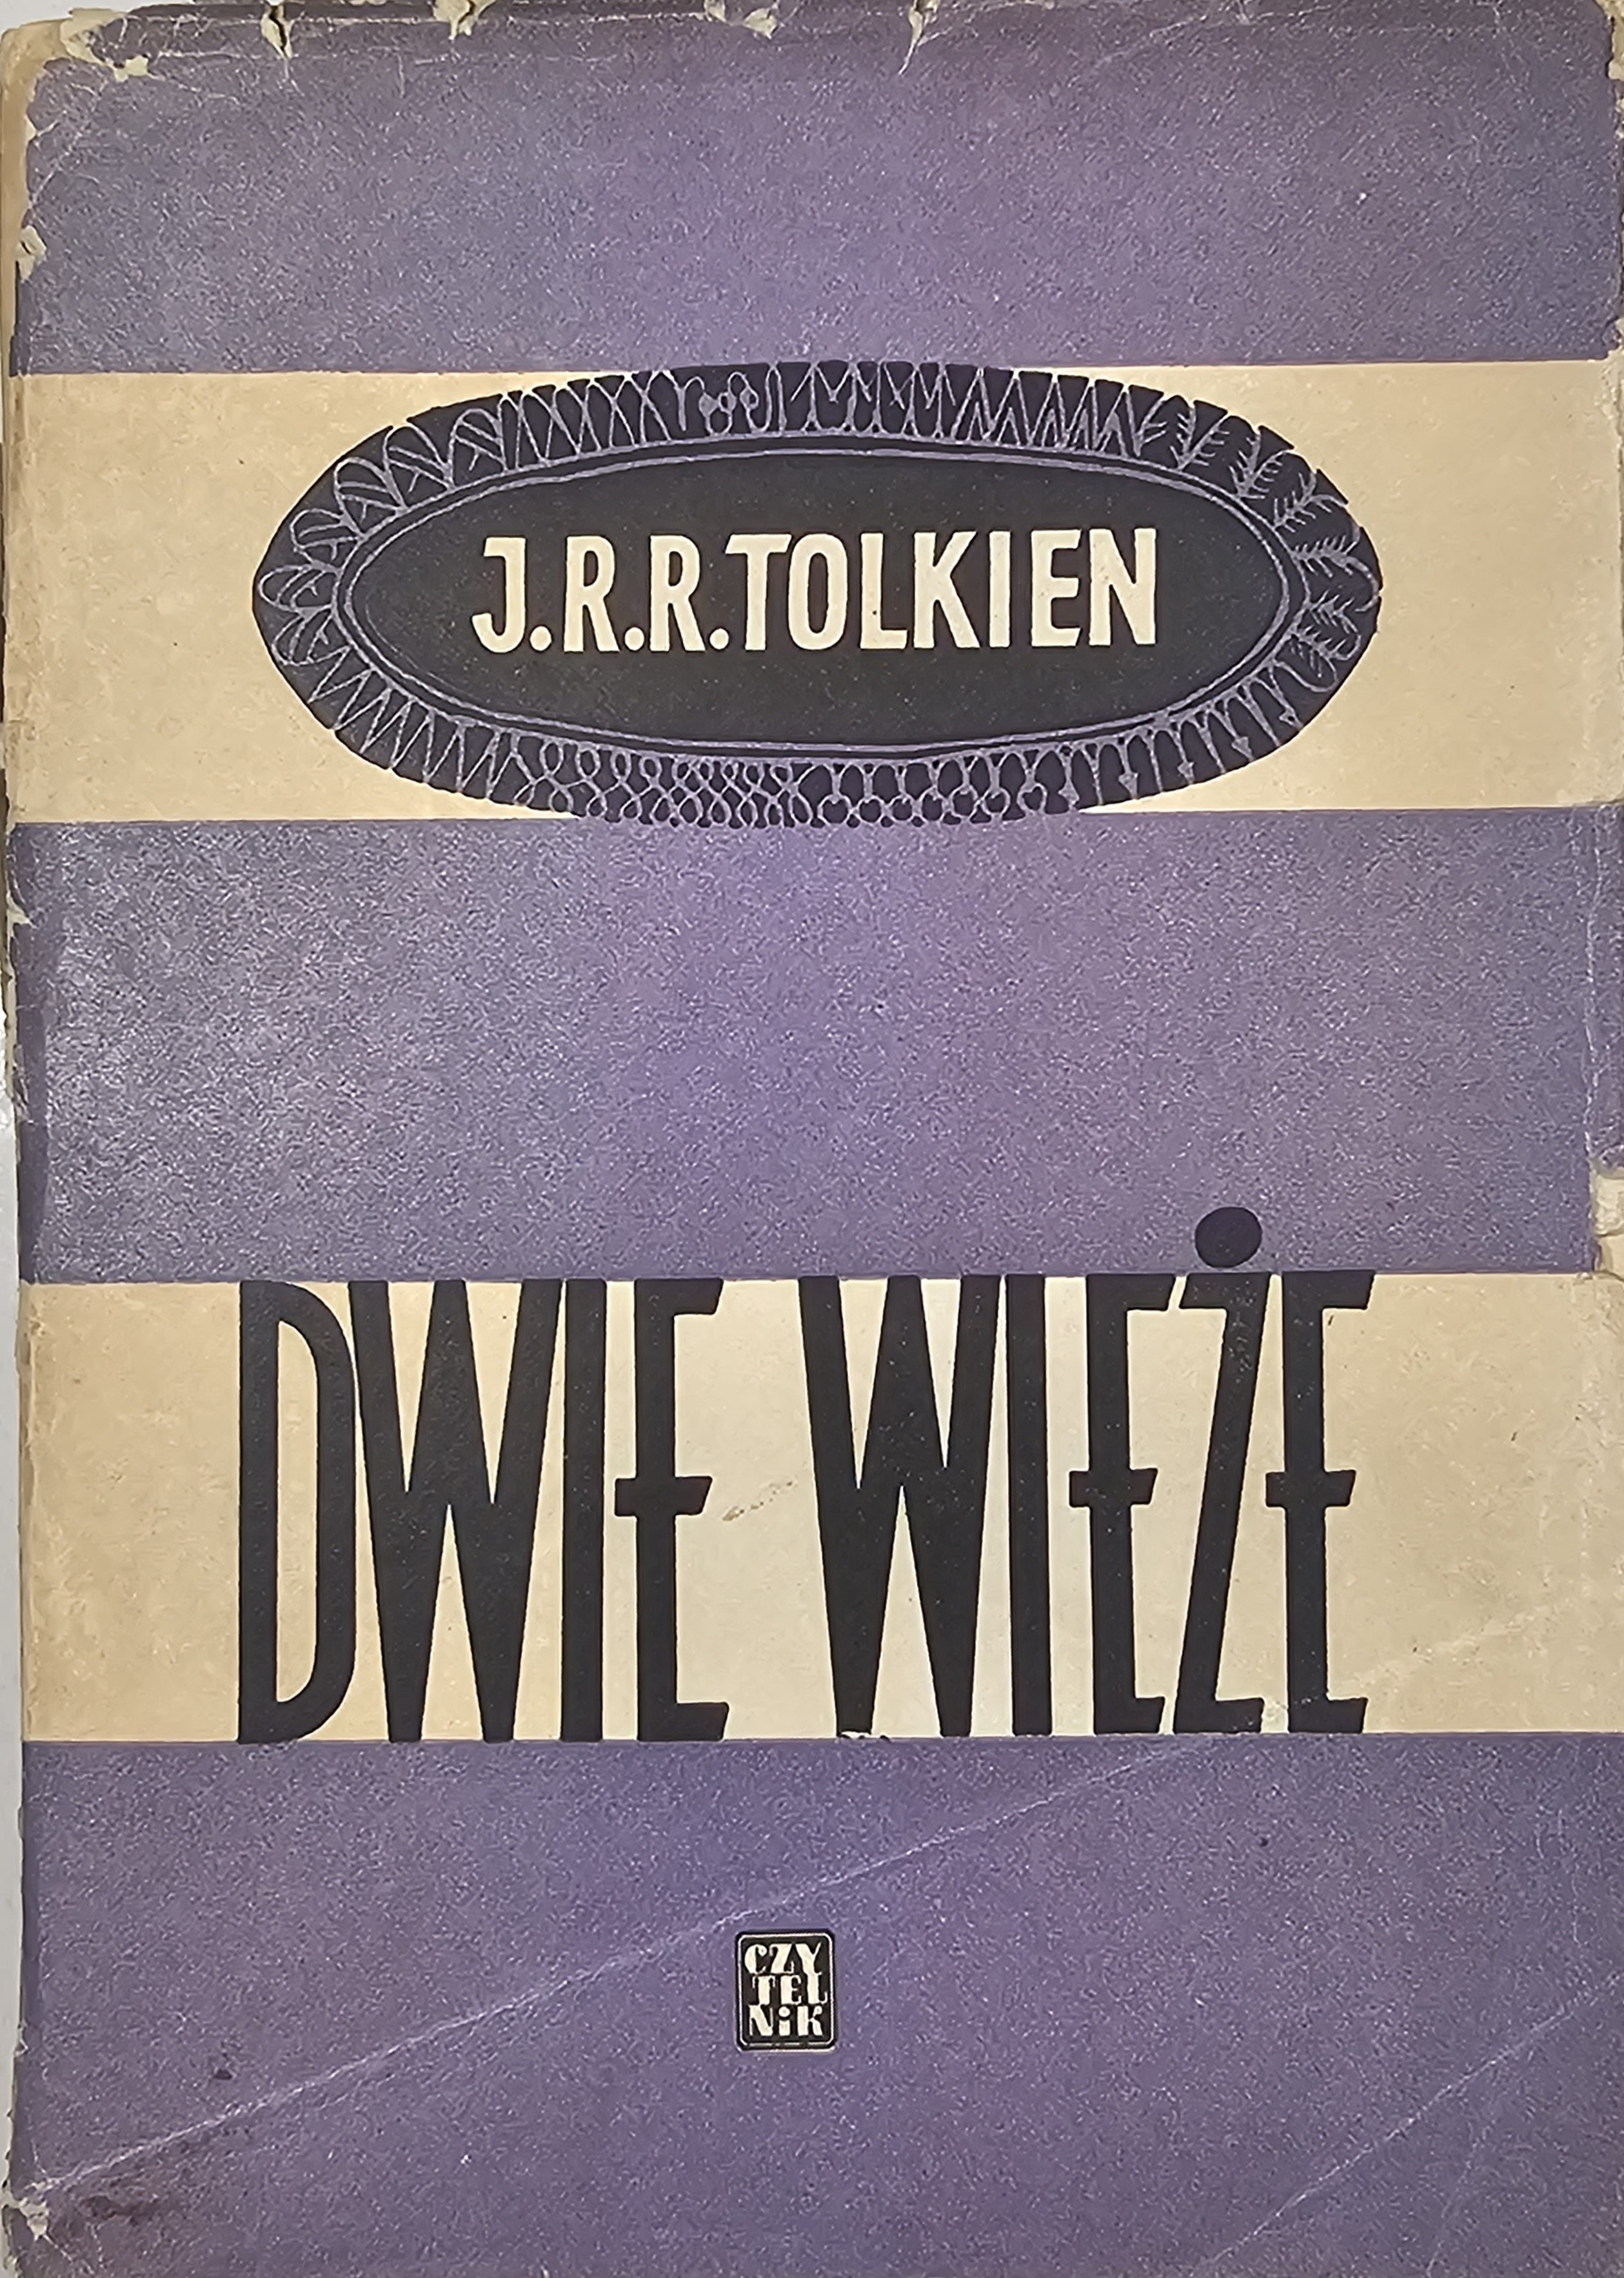 J.R.R. TOLKIEN
DWIE WIEŻE
CZY
TEL
NiK